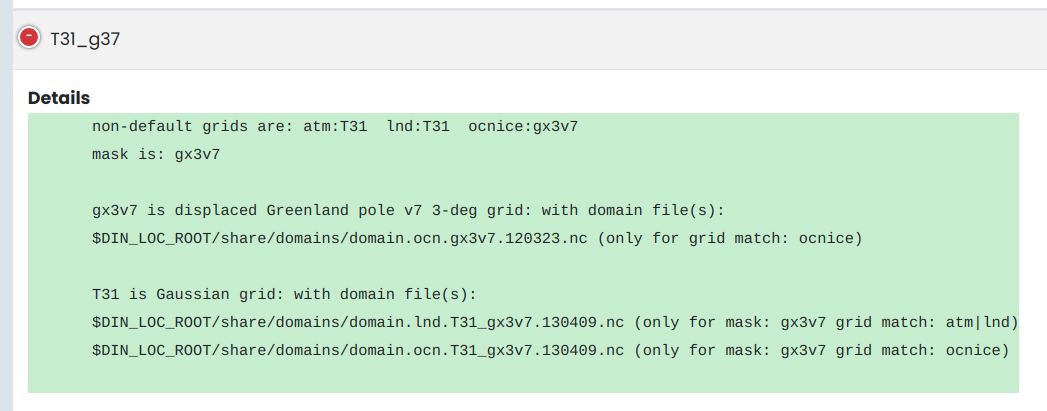 T31_g37
Details
non-default grids are: atm:T31 lnd:T31 ocnice:gx3v7
mask is: gx3v7
gx3v7 is displaced Greenland pole v7 3-deg grid: with domain file(s):
$DIN_LOC_ROOT/share/domains/domain.ocn.gx3v7.120323.nc (only for grid match: ocnice)
T31 is Gaussian grid: with domain file(s):
$DIN_LOC_ROOT/share/domains/domain.lnd.T31_gx3v7.130409.nc (only for mask: gx3v7 grid match: atm|lnd)
$DIN_LOC_ROOT/share/domains/domain.ocn.T31_gx3v7.130409.nc (only for mask: gx3v7 grid match: ocnice)